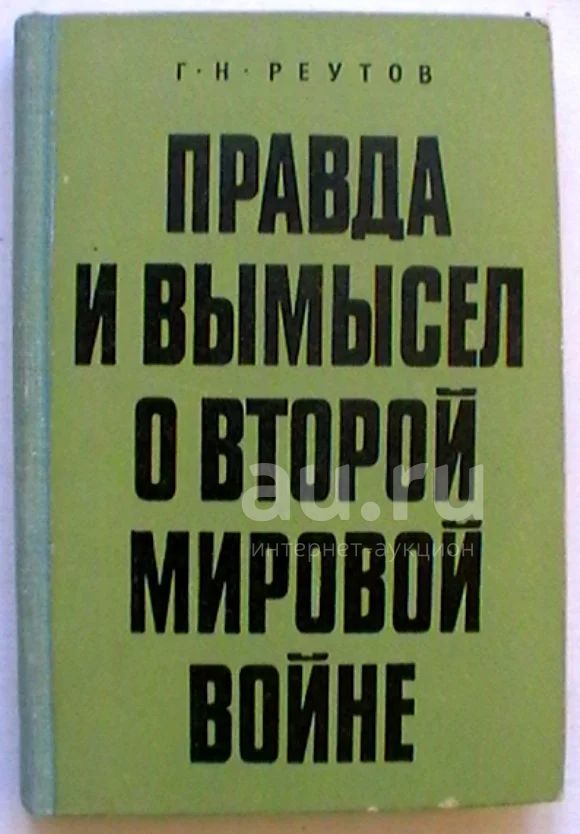 Г·Н·РЕУТОВ
ПРАВДА
И ВЫМЫСЕЛ
О ВТОРОЙ
au.ru
интернет-аукцион
МИРОВОЙ
ВОЙНЕ